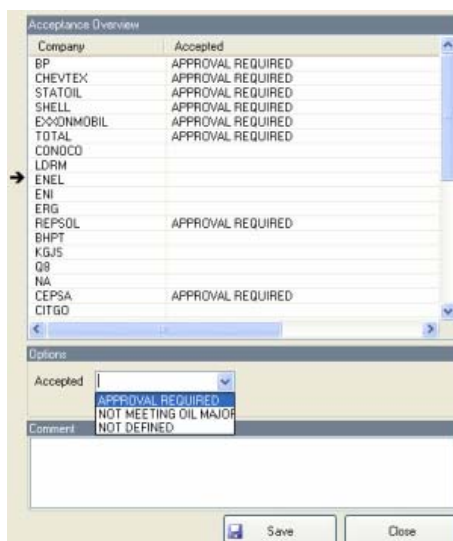 Acceptance Overview
Company Accepted
BP APPROVAL REQUIRED
CHEVTEX APPROVAL REQUIRED
STATOIL APPROVAL REQUIRED
SHELL APPROVAL REQUIRED
EXXONMOBIL APPROVAL REQUIRED
TOTAL APPROVAL REQUIRED
CONOCO
LDRM
ENEL
ENI
ERG
REPSOL APPROVAL REQUIRED
BHPT
KGJS
Q8
NA
CEPSA APPROVAL REQUIRED
CITGO
Options
Accepted
APPROVAL REQUIRED
NOT MEETING OIL MAJOR
NOT DEFINED
Comment
Save Close